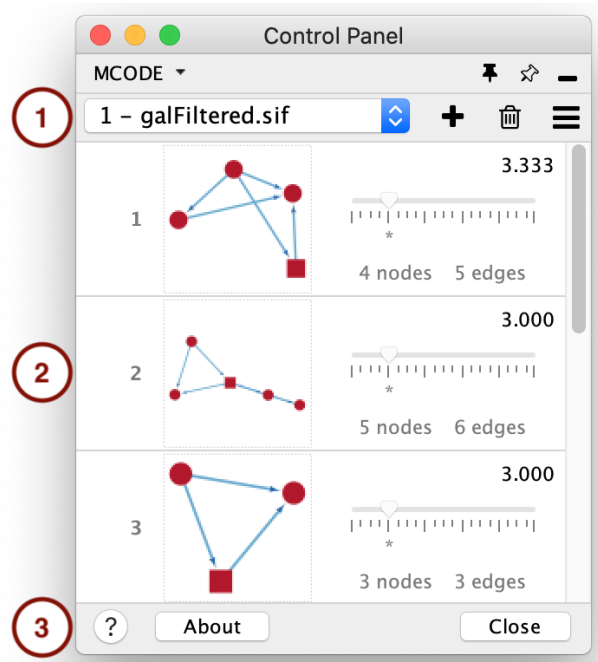 Control Panel
MCODE
1
1 – galFiltered.sif
3.333
1
*
4 nodes 5 edges
3.000
2
2
*
5 nodes 6 edges
3.000
3
*
3 nodes 3 edges
3
?
About
Close